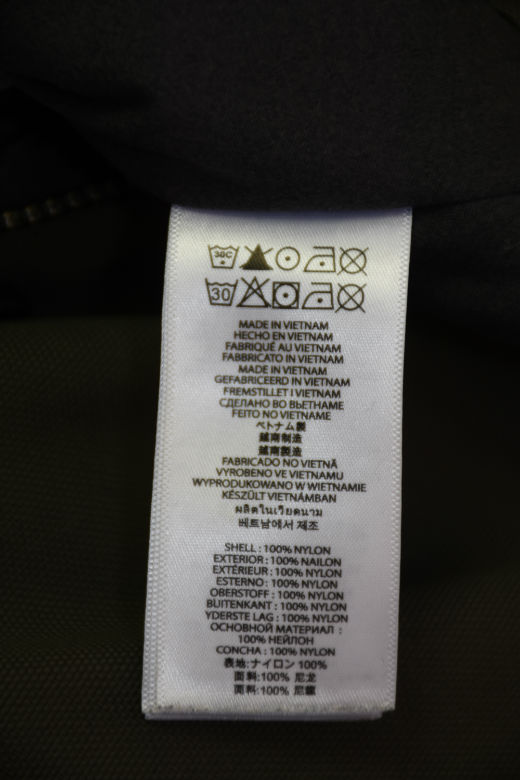 30C
30
MADE IN VIETNAM
HECHO EN VIETNAM
FABRIQUÉ AU VIETNAM
FABBRICATO IN VIETNAM
MADE IN VIETNAM
GEFABRICEERD IN VIETNAM
FREMSTILLET I VIETNAM
СДЕЛАНО ВО ВЬЕТНАМЕ
FEITO NO VIETNAME
ベトナム製
越南制造
越南製造
FABRICADO NO VIETNÃ
VYROBENO VE VIETNAMU
WYPRODUKOWANO W WIETNAMIE
KÉSZÜLT VIETNÁMBAN
ผลิตในเวียดนาม
베트남에서 제조
SHELL : 100% NYLON
EXTERIOR : 100% NAILON
EXTÉRIEUR : 100% NYLON
ESTERNO : 100% NYLON
OBERSTOFF : 100% NYLON
BUITENKANT : 100% NYLON
YDERSTE LAG : 100% NYLON
ОСНОВНОЙ МАТЕРИАЛ :
100% НЕЙЛОН
CONCHA : 100% NYLON
表地:ナイロン 100%
面料:100% 尼龙
面料:100% 尼龍